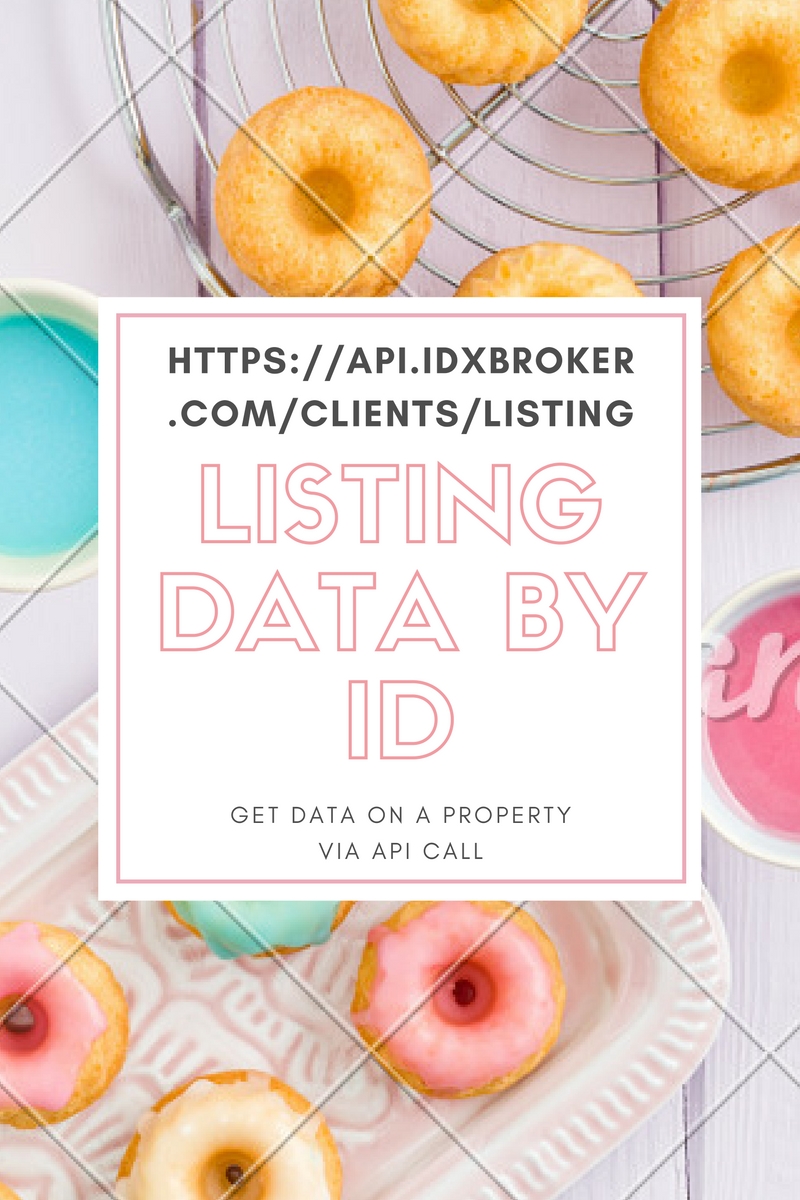 HTTPS://API.IDXBROKER
.COM/CLIENTS/LISTING
LISTING
DATA BY
ID
GET DATA ON A PROPERTY
VIA API CALL